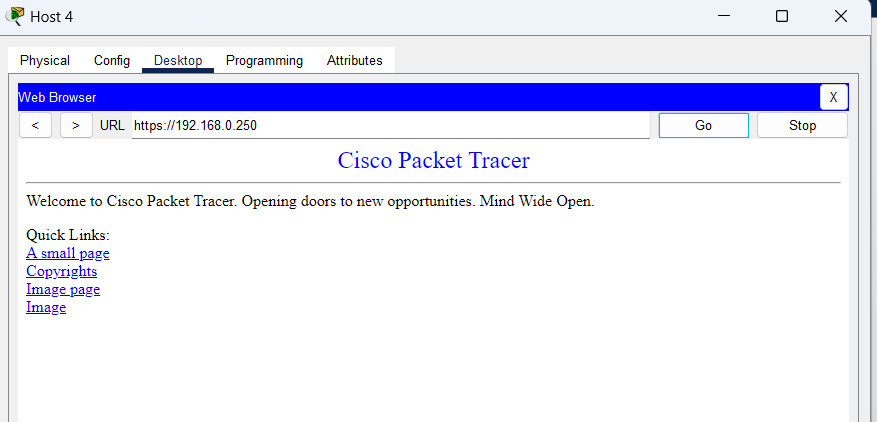 Host 4
Physical Config Desktop Programming Attributes
Web Browser X
< > URL https://192.168.0.250 Go Stop
Cisco Packet Tracer
Welcome to Cisco Packet Tracer. Opening doors to new opportunities. Mind Wide Open.
Quick Links:
A small page
Copyrights
Image page
Image